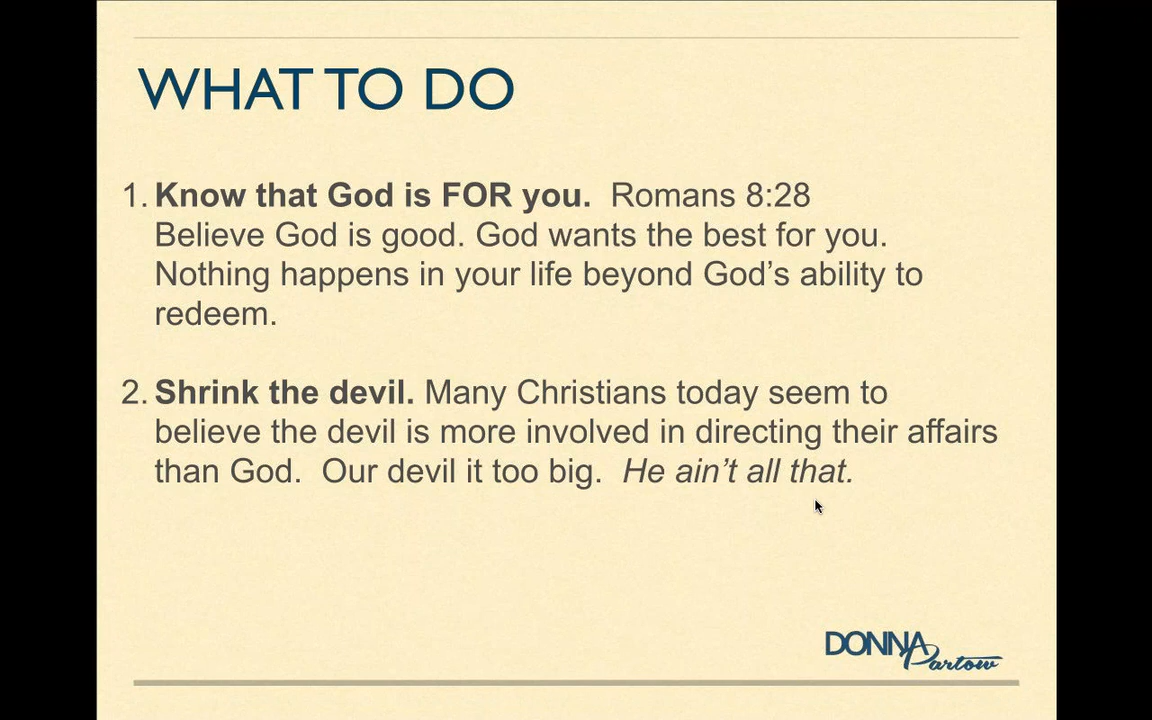 WHAT TO DO
1. Know that God is FOR you.  Romans 8:28
Believe God is good. God wants the best for you.
Nothing happens in your life beyond God’s ability to
redeem.
2. Shrink the devil. Many Christians today seem to
believe the devil is more involved in directing their affairs
than God.  Our devil it too big.  He ain’t all that.
DONNA
Partow